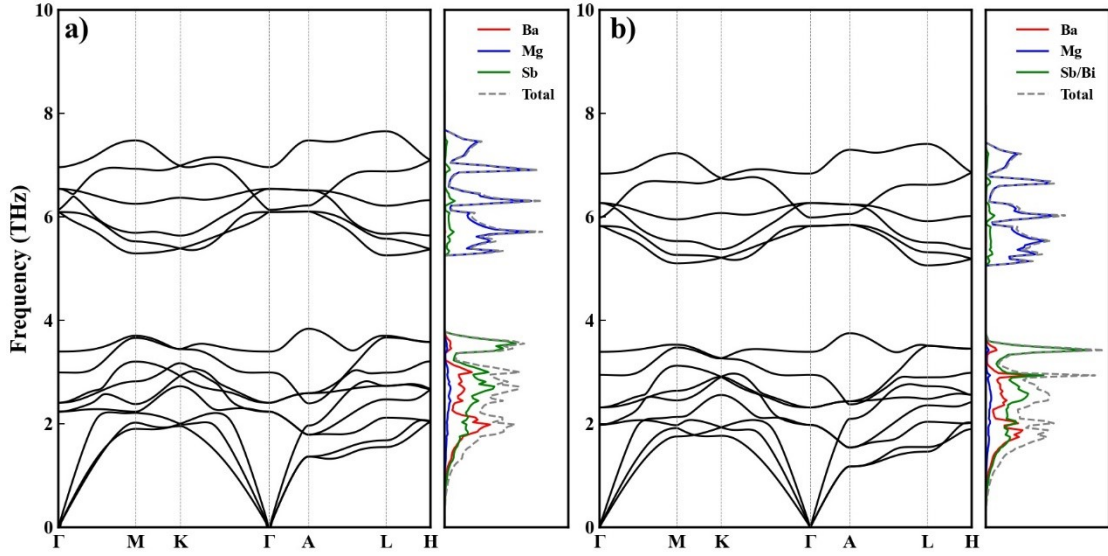 a)
Frequency (THz)
10
8
6
4
2
0
Γ M K Γ A L H
Ba
Mg
Sb
Total
b)
10
8
6
4
2
0
Γ M K Γ A L H
Ba
Mg
Sb/Bi
Total